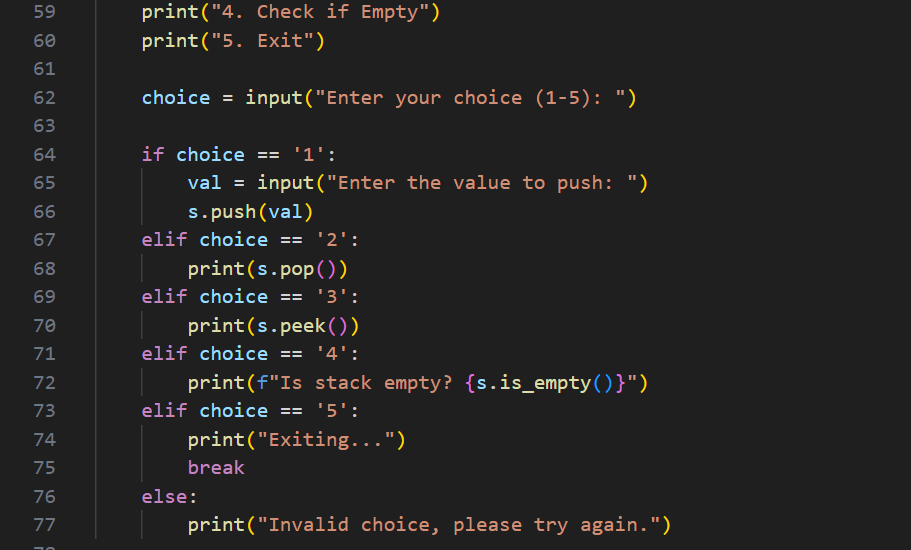 59 print("4. Check if Empty")
60 print("5. Exit")
61
62 choice = input("Enter your choice (1-5): ")
63
64 if choice == '1':
65 val = input("Enter the value to push: ")
66 s.push(val)
67 elif choice == '2':
68 print(s.pop())
69 elif choice == '3':
70 print(s.peek())
71 elif choice == '4':
72 print(f"Is stack empty? {s.is_empty()}")
73 elif choice == '5':
74 print("Exiting...")
75 break
76 else:
77 print("Invalid choice, please try again.")